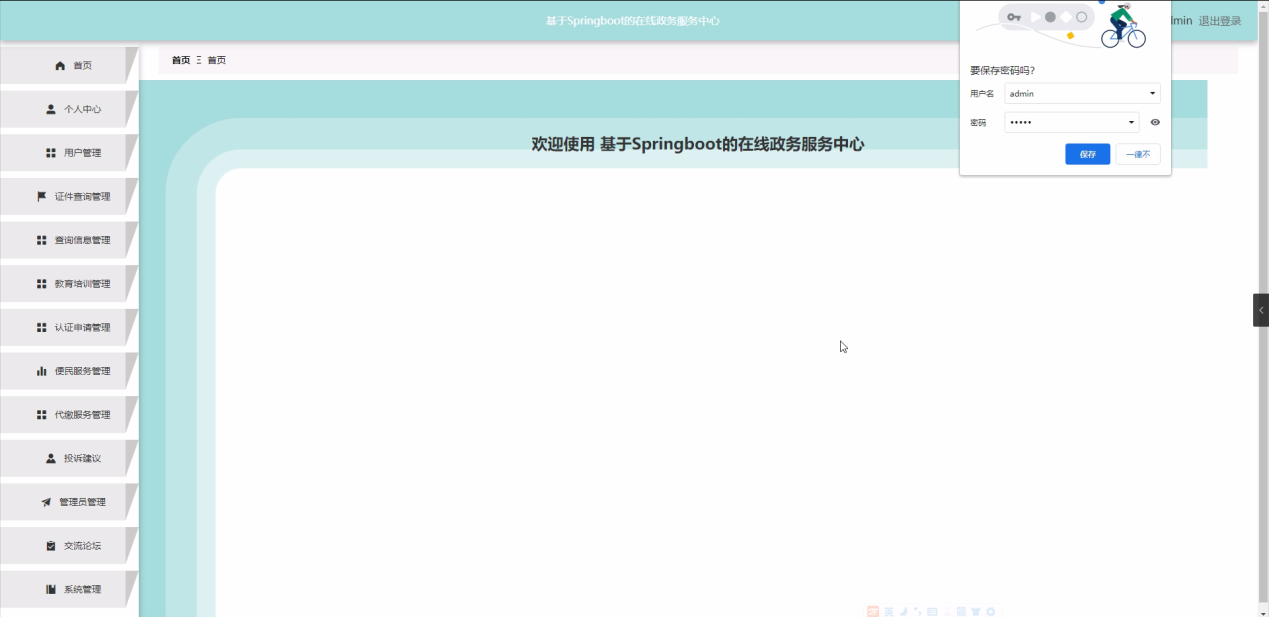 基于Springboot的在线政务服务中心
dmin 退出登录
要保存密码吗?
用户名 admin
密码 •••••
保存 一律不
首页 Ξ 首页
首页
个人中心
用户管理
证件查询管理
查询信息管理
教育培训管理
认证申请管理
便民服务管理
代缴服务管理
投诉建议
管理员管理
交流论坛
系统管理
欢迎使用 基于Springboot的在线政务服务中心
英